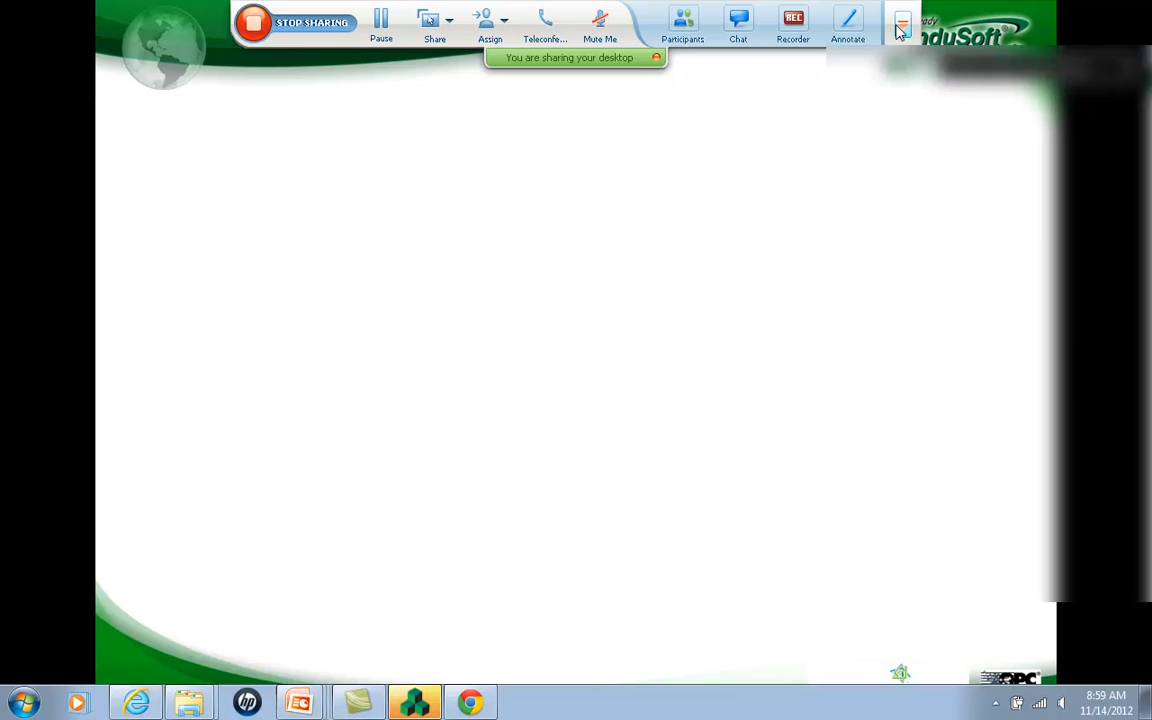 STOP SHARING
Pause
Share
Assign
Teleconfe...
Mute Me
Participants
Chat
REC
Recorder
Annotate
You are sharing your desktop
hp
8:59 AM
11/14/2012